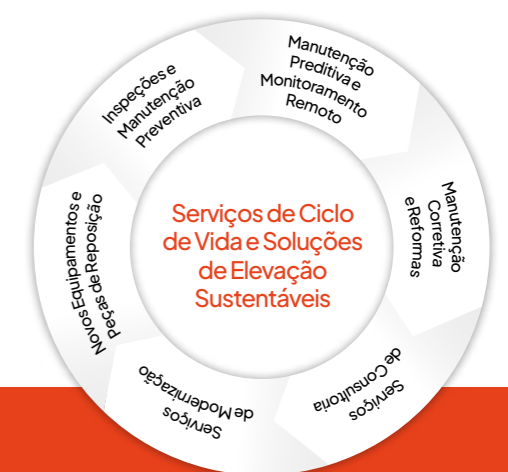 Manutenção
Preditiva e
Monitoramento
Remoto
Manutenção
Corretiva
e Reformas
Serviços
de Consultoria
Serviços
de Modernização
Novos Equipamentos e
Peças de Reposição
Inspeções e
Manutenção
Preventiva
Serviços de Ciclo
de Vida e Soluções
de Elevação
Sustentáveis